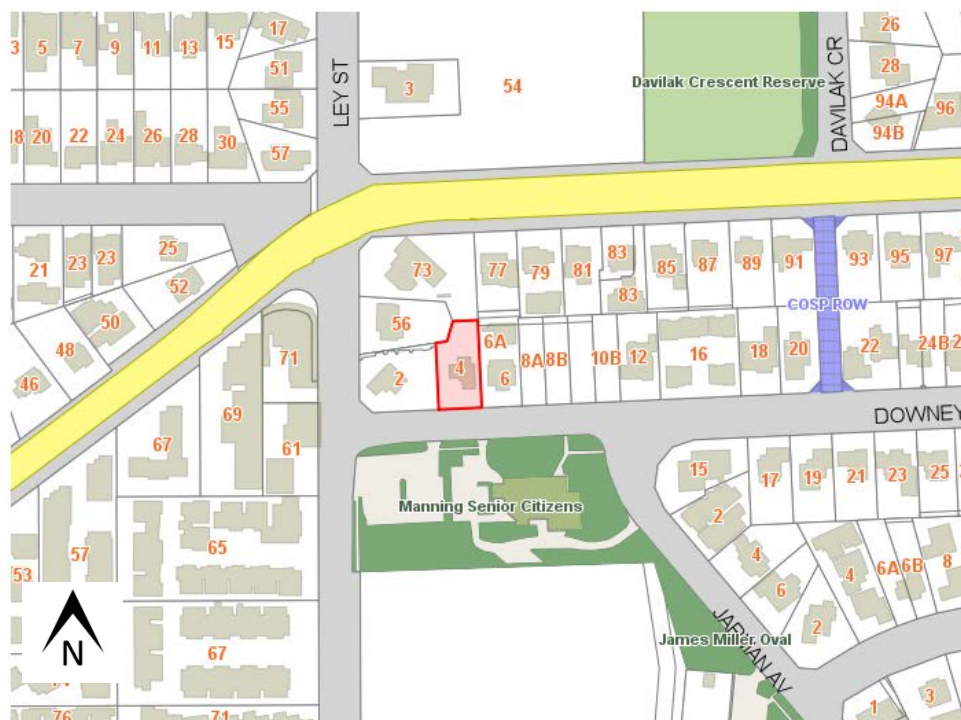 3 5 7 9 11 13 15 17
51
55
57
18 20 22 24 26 28 30
LEY ST
3
54
Davilak Crescent Reserve
DAVILAK CR
26
28
94A
94B
96
21 23 23 25
52
50
48
46
73
77 79 81 83 85 87 89 91 93 95 97
83
COSP ROW
56
2
4
6A
6
8A 8B 10B 12 16 18 20 22 24B
DOWNEY
71
69
67
61
65
57
53
67
71
76
Manning Senior Citizens
15 17 19 21 23 25
2
4
6
2
4
6A 6B 8
JARMAN AV
James Miller Oval
1
3
N